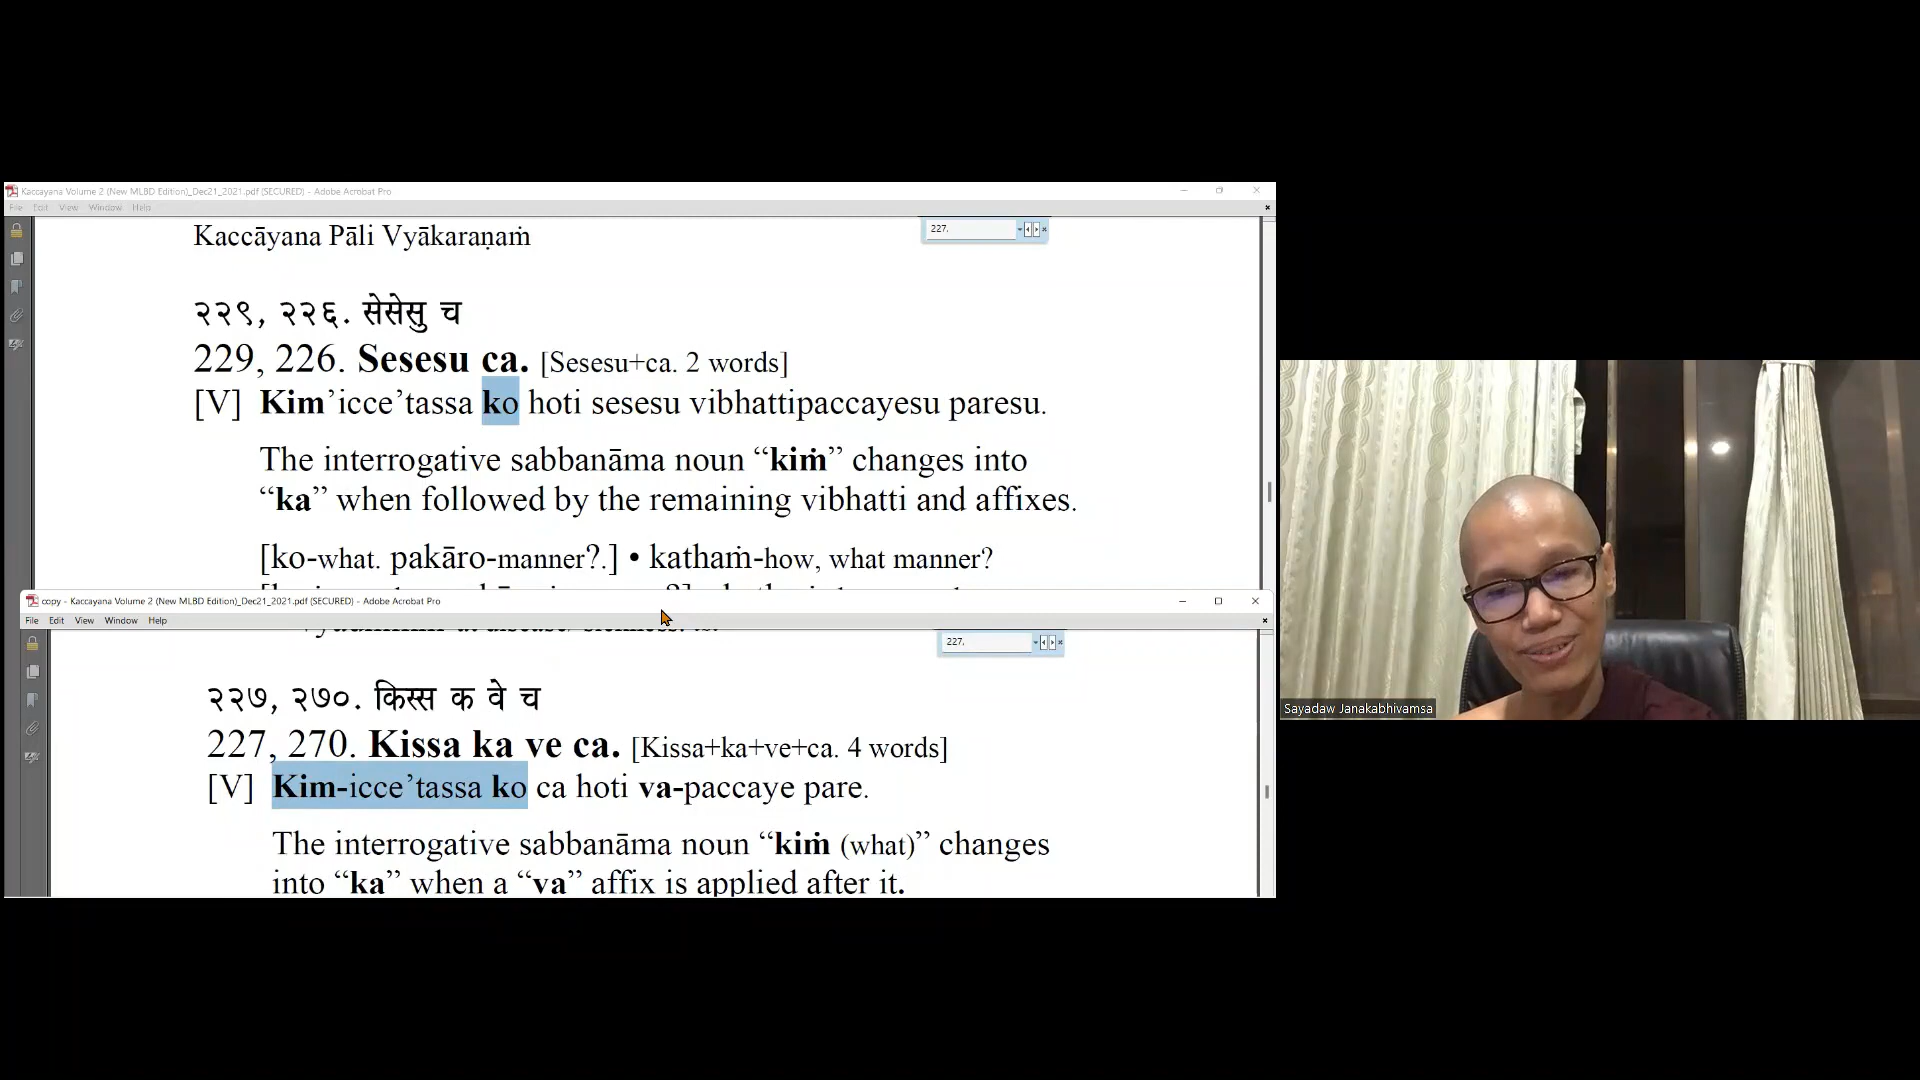 Kaccayana Volume 2 (New MLBD Edition)_Dec21_2021.pdf (SECURED) - Adobe Acrobat Pro
File Edit View Window Help
Kaccāyana Pāli Vyākaraṇaṁ
227.
२२९, २२६. सेसेसु च
229, 226. Sesesu ca. [Sesesu+ca. 2 words]
[V] Kim’icce’tassa ko hoti sesesu vibhattipaccayesu paresu.
The interrogative sabbanāma noun “kiṁ” changes into
“ka” when followed by the remaining vibhatti and affixes.
[ko-what. pakāro-manner?.] • kathaṁ-how, what manner?
copy - Kaccayana Volume 2 (New MLBD Edition)_Dec21_2021.pdf (SECURED) - Adobe Acrobat Pro
File Edit View Window Help
227.
२२७, २७०. किस्स क वे च
227, 270. Kissa ka ve ca. [Kissa+ka+ve+ca. 4 words]
[V] Kim-icce’tassa ko ca hoti va-paccaye pare.
The interrogative sabbanāma noun “kiṁ (what)” changes
into “ka” when a “va” affix is applied after it.
Sayadaw Janakabhivamsa